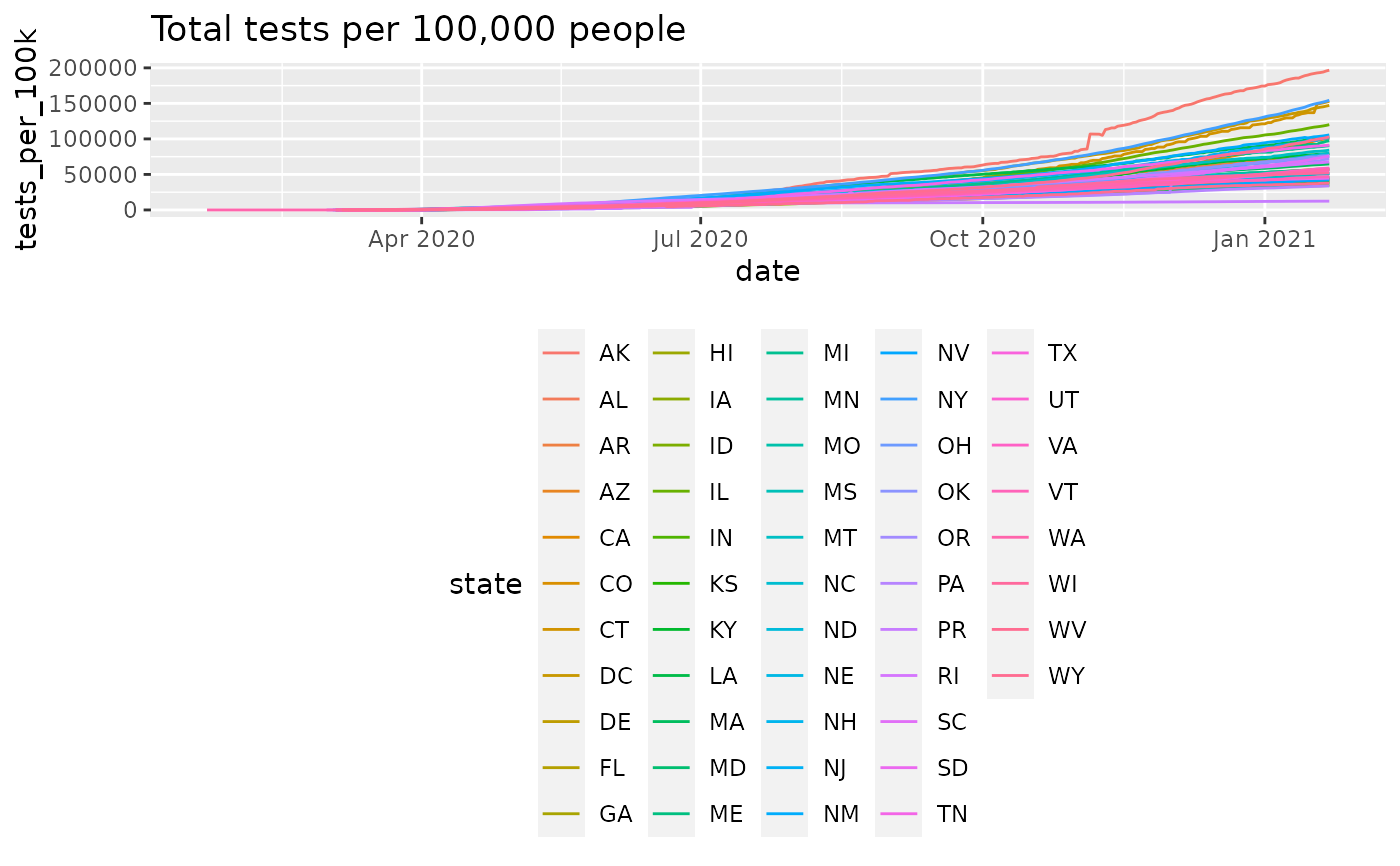 Total tests per 100,000 people
tests_per_100k
200000
150000
100000
50000
0
Apr 2020 Jul 2020 Oct 2020 Jan 2021
date
state
AK HI MI NV TX
AL IA MN NY UT
AR ID MO OH VA
AZ IL MS OK VT
CA IN MT OR WA
CO KS NC PA WI
CT KY ND PR WV
DC LA NE RI WY
DE MA NH SC
FL MD NJ SD
GA ME NM TN